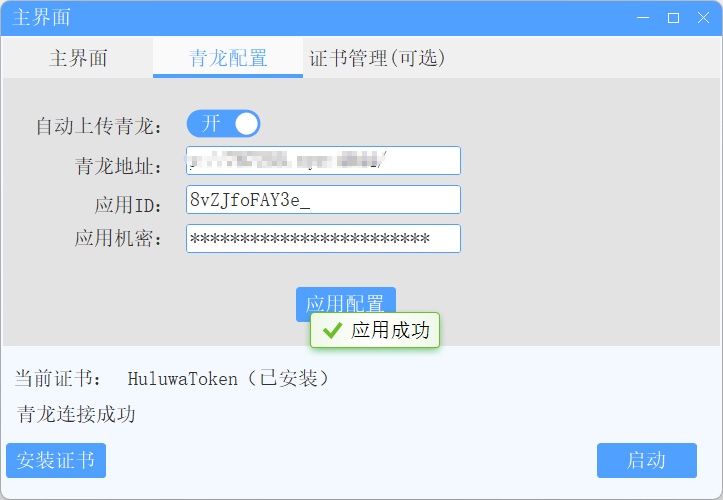 主界面
主界面 青龙配置 证书管理(可选)
自动上传青龙: 开
青龙地址:
应用ID: 8vZJfoFAY3e_
应用机密: ************************
应用配置
应用成功
当前证书: HuluwaToken（已安装）
青龙连接成功
安装证书 启动